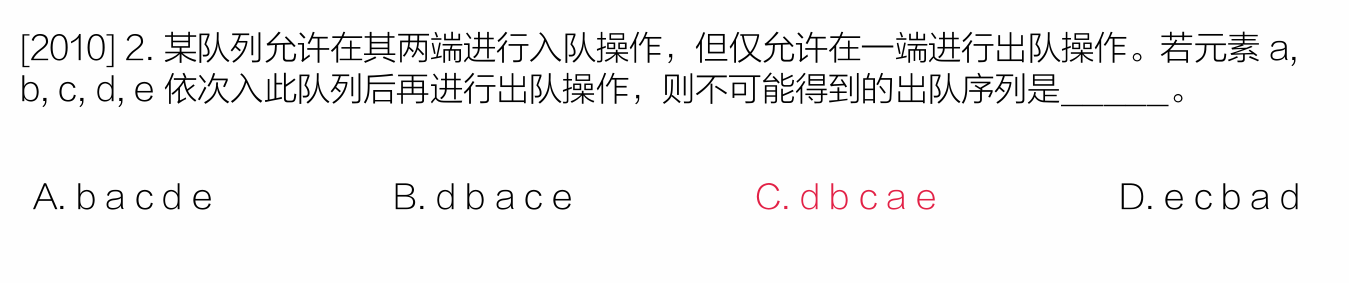 [2010] 2. 某队列允许在其两端进行入队操作，但仅允许在一端进行出队操作。若元素 a,
b, c, d, e 依次入此队列后再进行出队操作，则不可能得到的出队序列是______。
A. b a c d e B. d b a c e C. d b c a e D. e c b a d